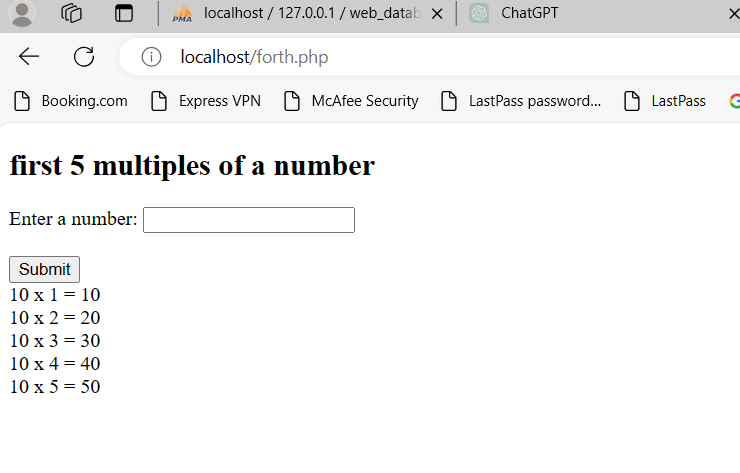 PMA localhost / 127.0.0.1 / web_datab ChatGPT
localhost/forth.php
Booking.com Express VPN McAfee Security LastPass password... LastPass
first 5 multiples of a number
Enter a number:
Submit
10 x 1 = 10
10 x 2 = 20
10 x 3 = 30
10 x 4 = 40
10 x 5 = 50